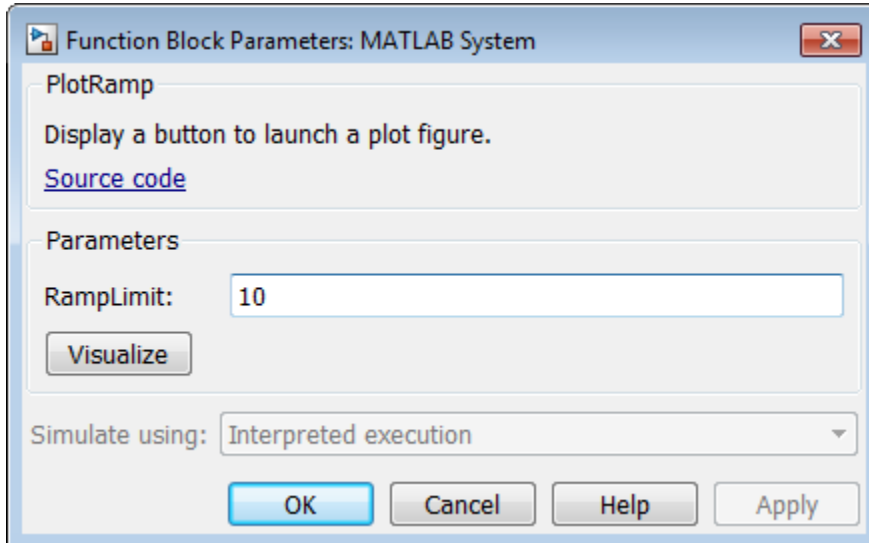 Function Block Parameters: MATLAB System
PlotRamp
Display a button to launch a plot figure.
Source code
Parameters
RampLimit: 10
Visualize
Simulate using: Interpreted execution
OK Cancel Help Apply